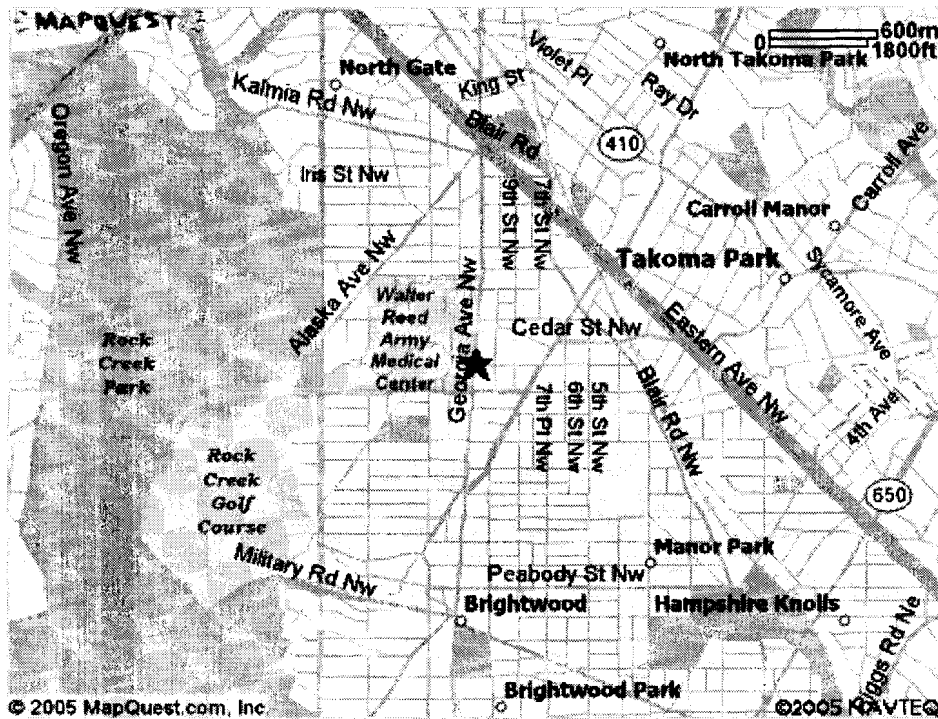 MAPQUEST
0 600m
1800ft
North Gate
North Takoma Park
Kalmia Rd Nw
King St
Violet Pl
Ray Dr
Blair Rd
410
Oregon Ave Nw
Iris St Nw
9th St Nw
7th St Nw
Carroll Ave
Carroll Manor
Takoma Park
Sycamore Ave
Alaska Ave Nw
Georgia Ave Nw
Walter
Reed
Army
Medical
Center
Cedar St Nw
Eastern Ave Nw
Rock
Creek
Park
7th Pl Nw
6th St Nw
5th St Nw
Blair Rd Nw
4th Ave
Rock
Creek
Golf
Course
650
Military Rd Nw
Manor Park
Peabody St Nw
Brightwood
Hampshire Knolls
Riggs Rd Ne
Brightwood Park
© 2005 MapQuest.com, Inc.
©2005 NAVTEQ